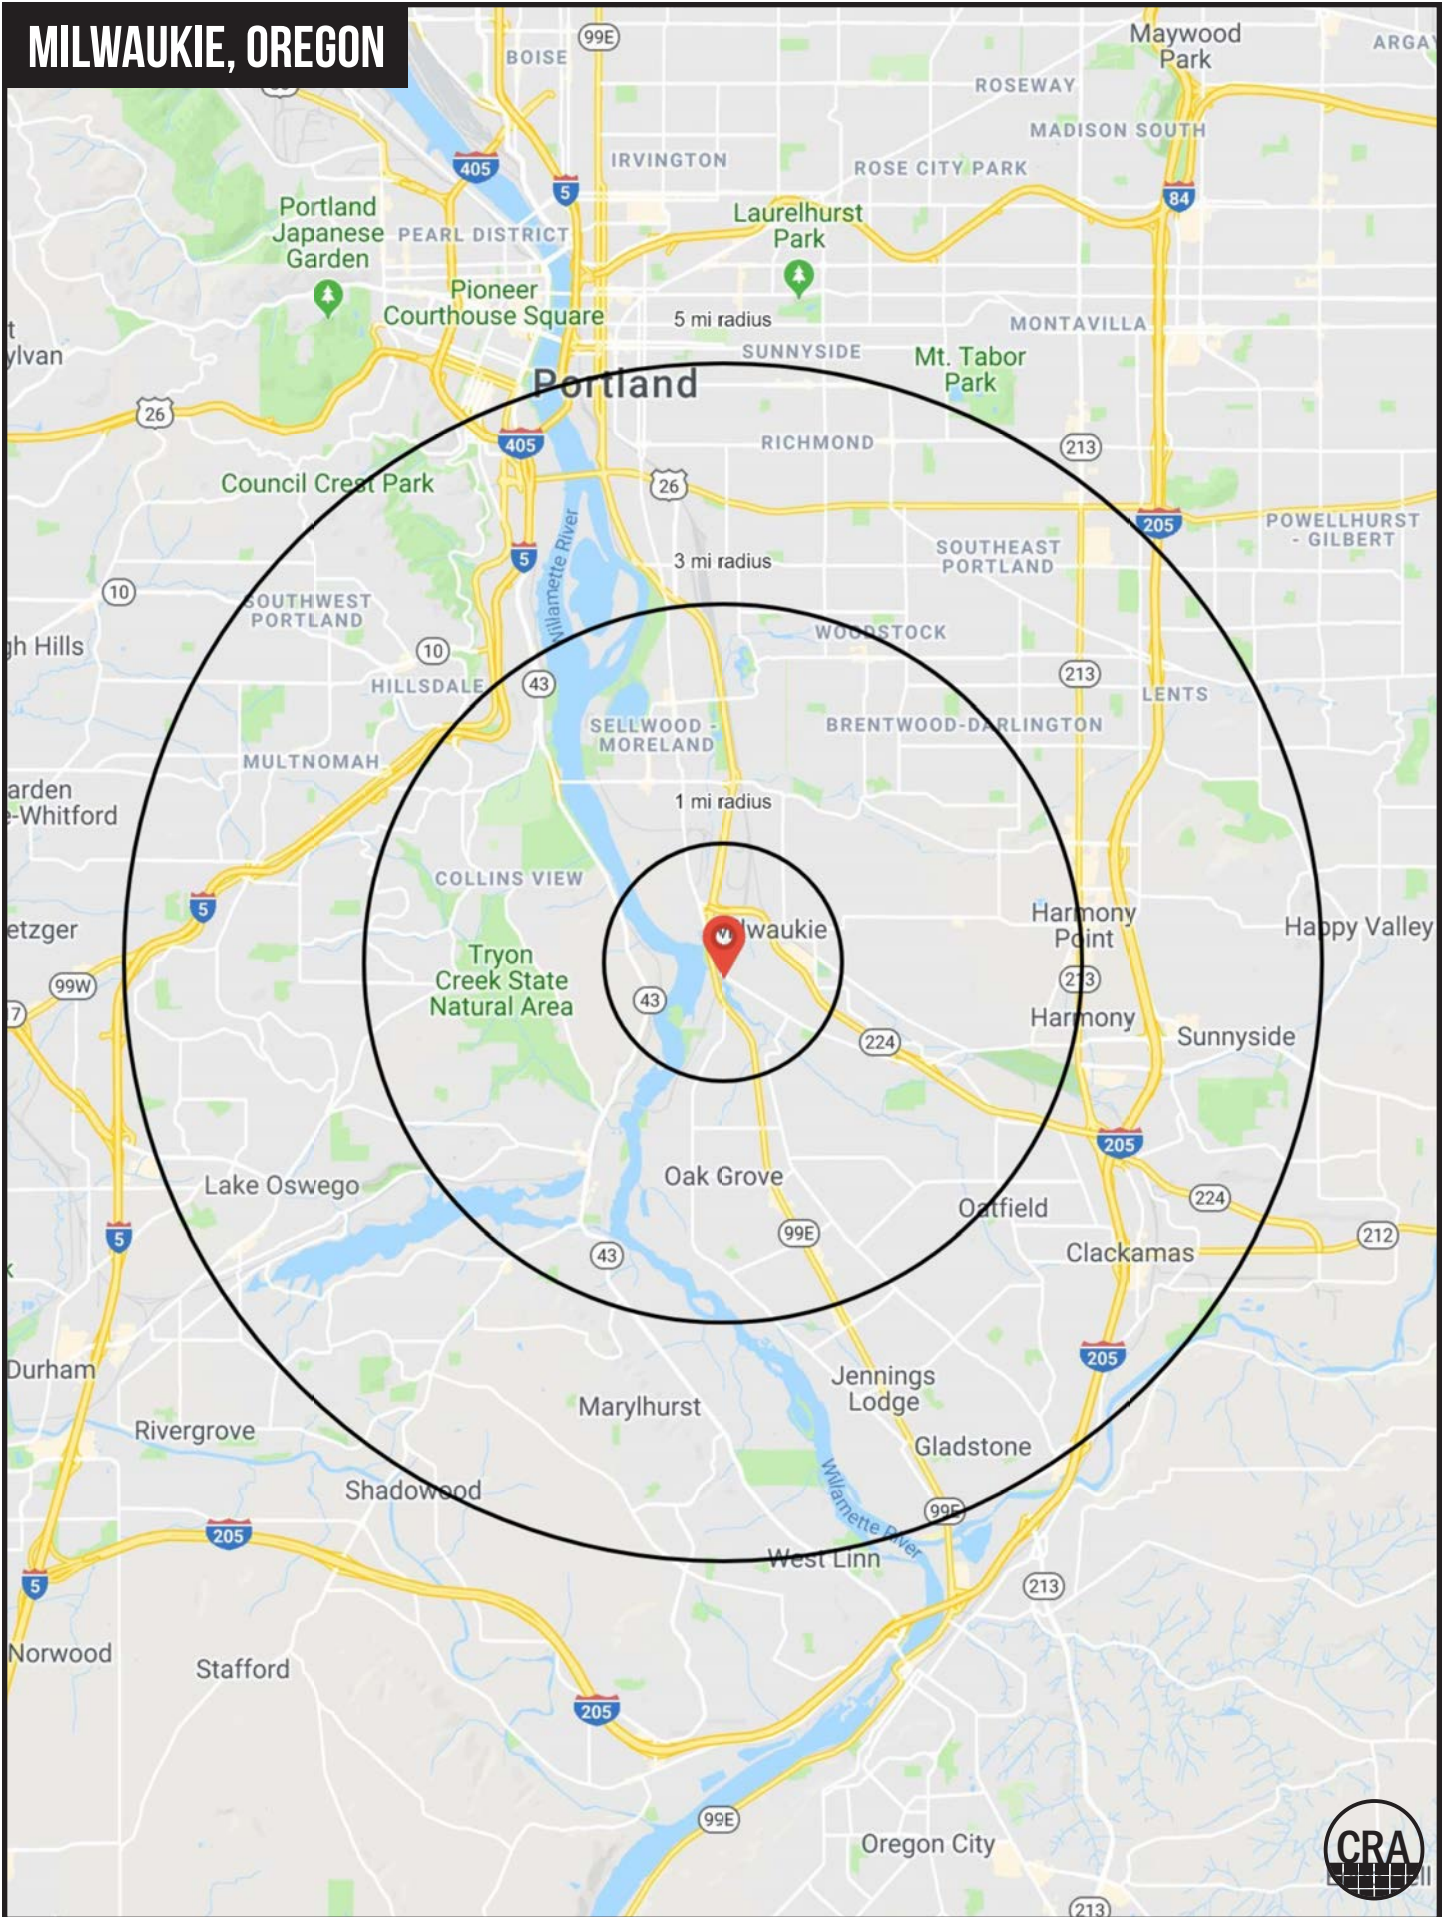 MILWAUKIE, OREGON
99E
BOISE
Maywood
Park
ROSEWAY
MADISON SOUTH
IRVINGTON
ROSE CITY PARK
405
5
84
Portland
Japanese
Garden
PEARL DISTRICT
Laurelhurst
Park
Pioneer
Courthouse Square
5 mi radius
MONTAVILLA
SUNNYSIDE
Mt. Tabor
Park
Portland
26
405
RICHMOND
213
Council Crest Park
26
205
POWELLHURST
- GILBERT
SOUTHEAST
PORTLAND
5
3 mi radius
Willamette River
10
SOUTHWEST
PORTLAND
WOODSTOCK
10
43
213
HILLSDALE
LENTS
SELLWOOD -
MORELAND
BRENTWOOD-DARLINGTON
MULTNOMAH
1 mi radius
COLLINS VIEW
5
Harmony
Point
Happy Valley
Tryon
Creek State
Natural Area
99W
43
213
Harmony
224
Sunnyside
205
Oak Grove
Lake Oswego
224
Oatfield
5
99E
212
43
Clackamas
205
Durham
Jennings
Lodge
Marylhurst
Rivergrove
Gladstone
Shadowood
99E
Willamette River
205
West Linn
5
213
Norwood
Stafford
205
99E
Oregon City
CRA
213